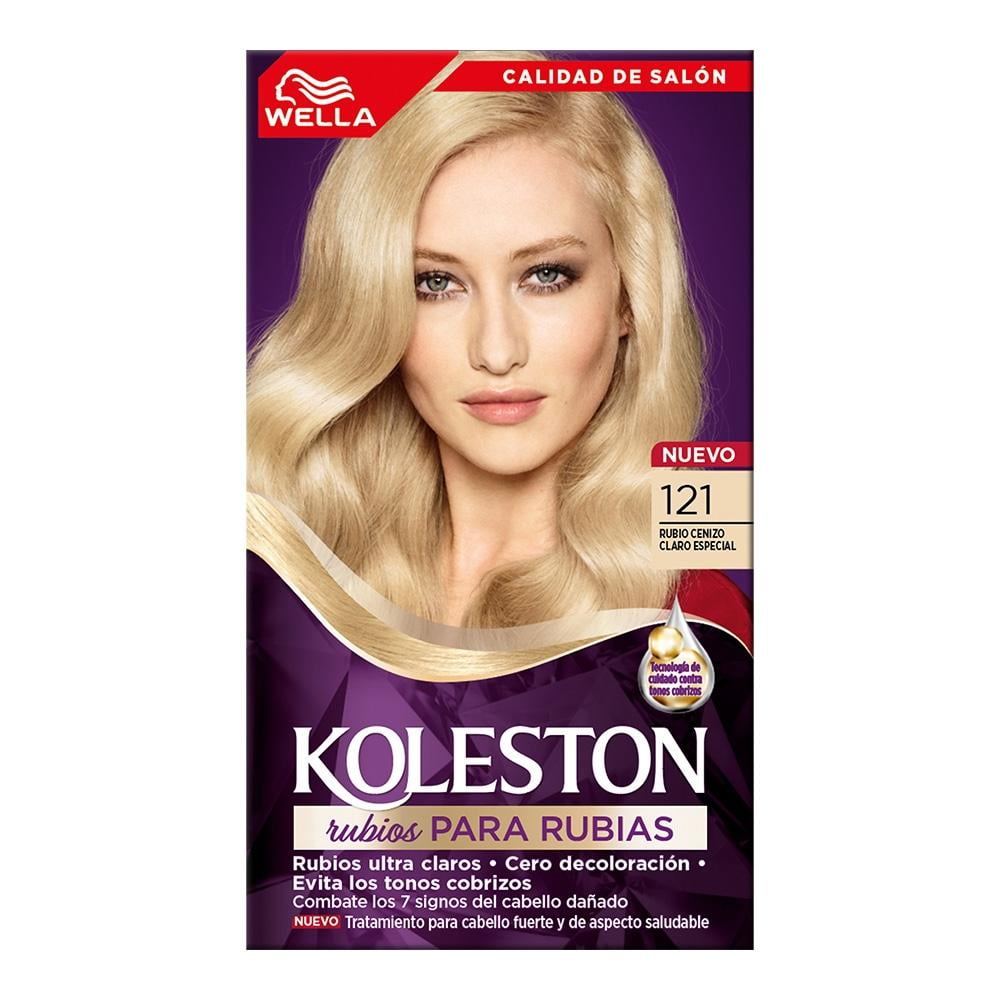 WELLA
CALIDAD DE SALÓN
NUEVO
121
RUBIO CENIZO
CLARO ESPECIAL
Tecnología de
cuidado contra
tonos cobrizos
KOLESTON
rubios PARA RUBIAS
Rubios ultra claros • Cero decoloración •
Evita los tonos cobrizos
Combate los 7 signos del cabello dañado
NUEVO Tratamiento para cabello fuerte y de aspecto saludable